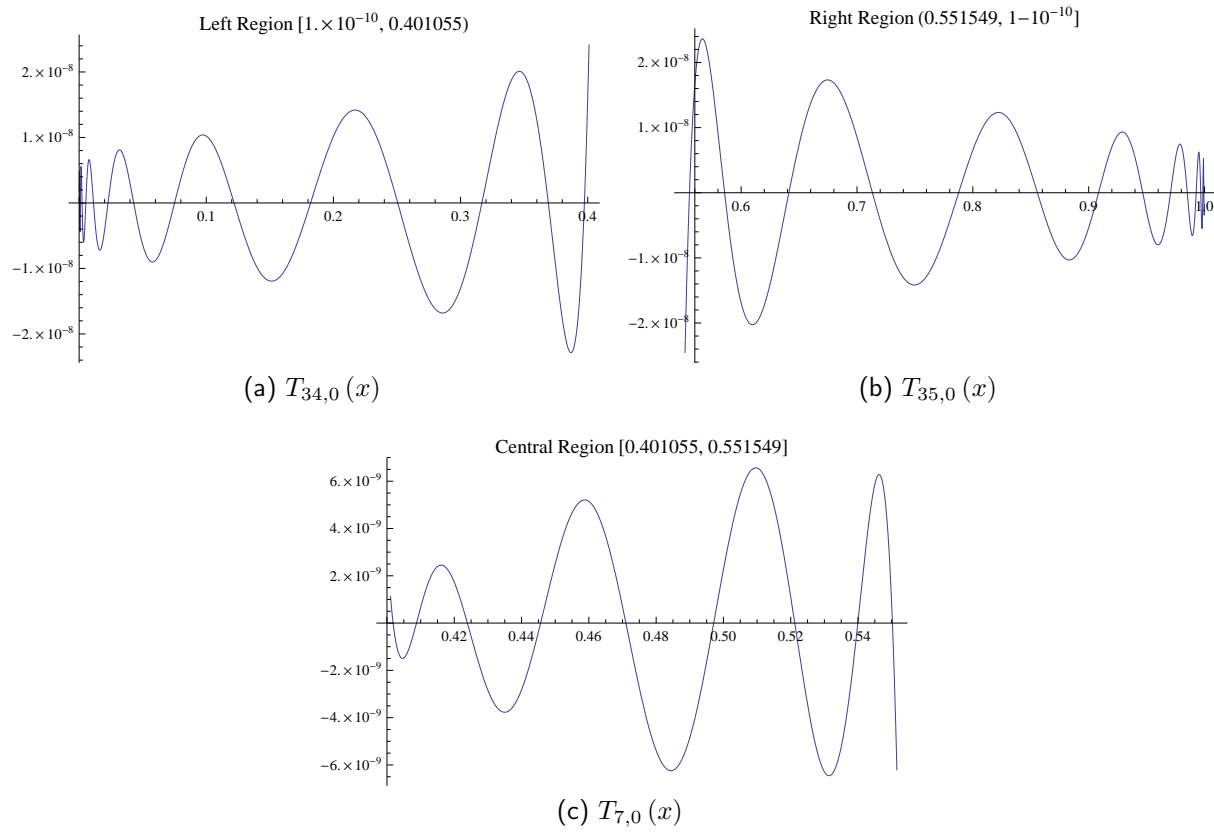 Left Region [1.×10⁻¹⁰, 0.401055)
2.×10⁻⁸
1.×10⁻⁸
−1.×10⁻⁸
−2.×10⁻⁸
0.1 0.2 0.3 0.4
(a) T₃₄,₀ (x)
Right Region (0.551549, 1−10⁻¹⁰]
2.×10⁻⁸
1.×10⁻⁸
−1.×10⁻⁸
−2.×10⁻⁸
0.6 0.7 0.8 0.9 1.0
(b) T₃₅,₀ (x)
Central Region [0.401055, 0.551549]
6.×10⁻⁹
4.×10⁻⁹
2.×10⁻⁹
−2.×10⁻⁹
−4.×10⁻⁹
−6.×10⁻⁹
0.42 0.44 0.46 0.48 0.50 0.52 0.54
(c) T₇,₀ (x)